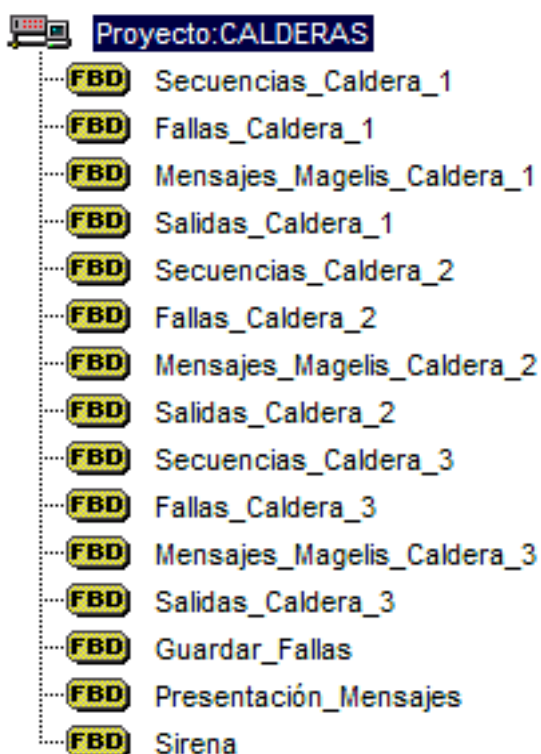 Proyecto:CALDERAS
FBD Secuencias_Caldera_1
FBD Fallas_Caldera_1
FBD Mensajes_Magelis_Caldera_1
FBD Salidas_Caldera_1
FBD Secuencias_Caldera_2
FBD Fallas_Caldera_2
FBD Mensajes_Magelis_Caldera_2
FBD Salidas_Caldera_2
FBD Secuencias_Caldera_3
FBD Fallas_Caldera_3
FBD Mensajes_Magelis_Caldera_3
FBD Salidas_Caldera_3
FBD Guardar_Fallas
FBD Presentación_Mensajes
FBD Sirena